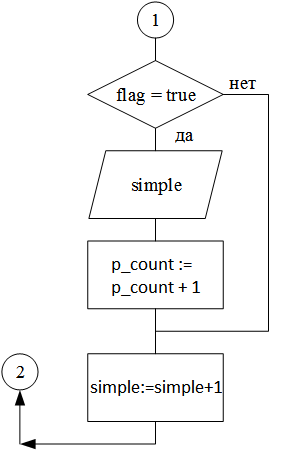 1
flag = true
нет
да
simple
p_count :=
p_count + 1
2
simple:=simple+1